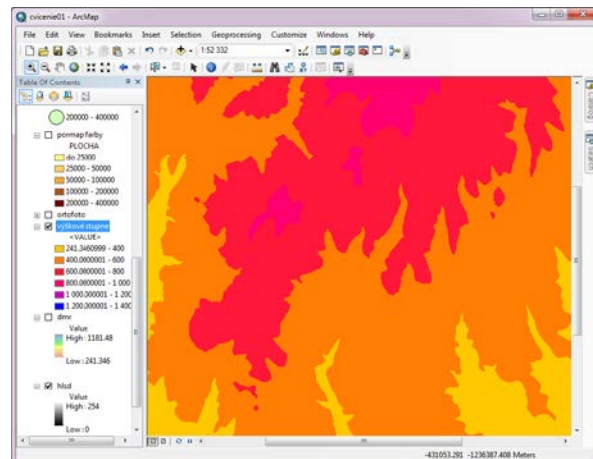 cvicenie01 - ArcMap
File Edit View Bookmarks Insert Selection Geoprocessing Customize Windows Help
1:52 332
Table Of Contents
200000 - 400000
pormap farby
PLOCHA
do 25000
25000 - 50000
50000 - 100000
100000 - 200000
200000 - 400000
ortofoto
výškové stupne
<VALUE>
241.3460999 - 400
400.0000001 - 600
600.0000001 - 800
800.0000001 - 1 000
1 000.000001 - 1 200
1 200.000001 - 1 400
dmr
Value
High : 1181.48
Low : 241.346
hlsd
Value
High : 254
Low : 0
-431053.291 -1236387.408 Meters